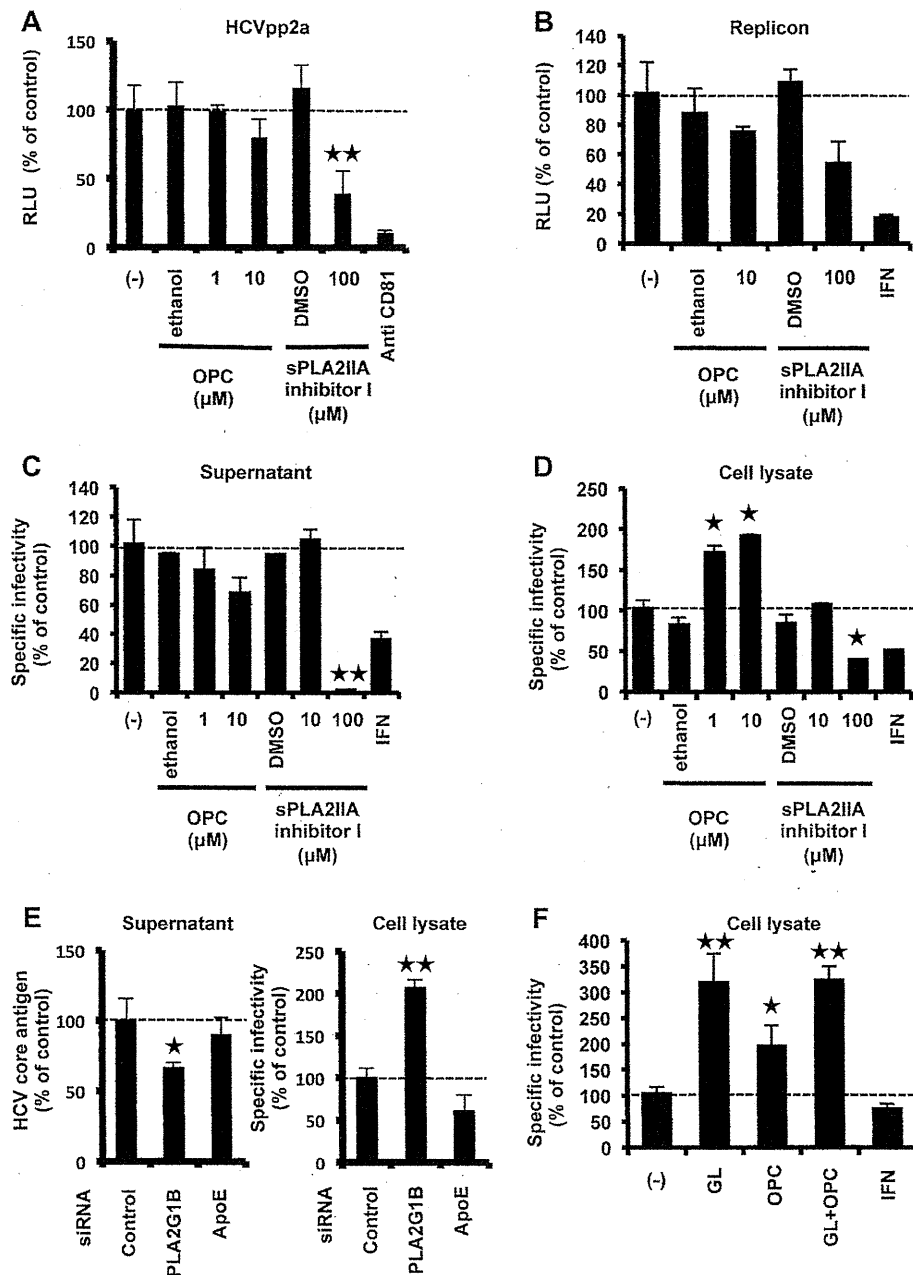 A
HCVpp2a
RLU (% of control)
150
100
50
0
(-)
ethanol
1
10
DMSO
100
Anti CD81
OPC
(µM)
sPLA2IIA
inhibitor I
(µM)
B
Replicon
RLU (% of control)
140
120
100
80
60
40
20
0
(-)
ethanol
10
DMSO
100
IFN
OPC
(µM)
sPLA2IIA
inhibitor I
(µM)
C
Supernatant
Specific infectivity
(% of control)
140
120
100
80
60
40
20
0
(-)
ethanol
1
10
DMSO
10
100
IFN
OPC
(µM)
sPLA2IIA
inhibitor I
(µM)
D
Cell lysate
Specific infectivity
(% of control)
250
200
150
100
50
0
(-)
ethanol
1
10
DMSO
10
100
IFN
OPC
(µM)
sPLA2IIA
inhibitor I
(µM)
E
Supernatant
HCV core antigen
(% of control)
150
100
50
0
siRNA
Control
PLA2G1B
ApoE
Cell lysate
Specific infectivity
(% of control)
250
200
150
100
50
0
siRNA
Control
PLA2G1B
ApoE
F
Cell lysate
Specific infectivity
(% of control)
400
350
300
250
200
150
100
50
0
(-)
GL
OPC
GL+OPC
IFN